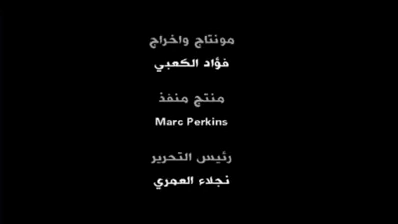 مونتاج واخراج
فؤاد الكعبي
منتج منفذ
Marc Perkins
رئيس التحرير
نجلاء العمري